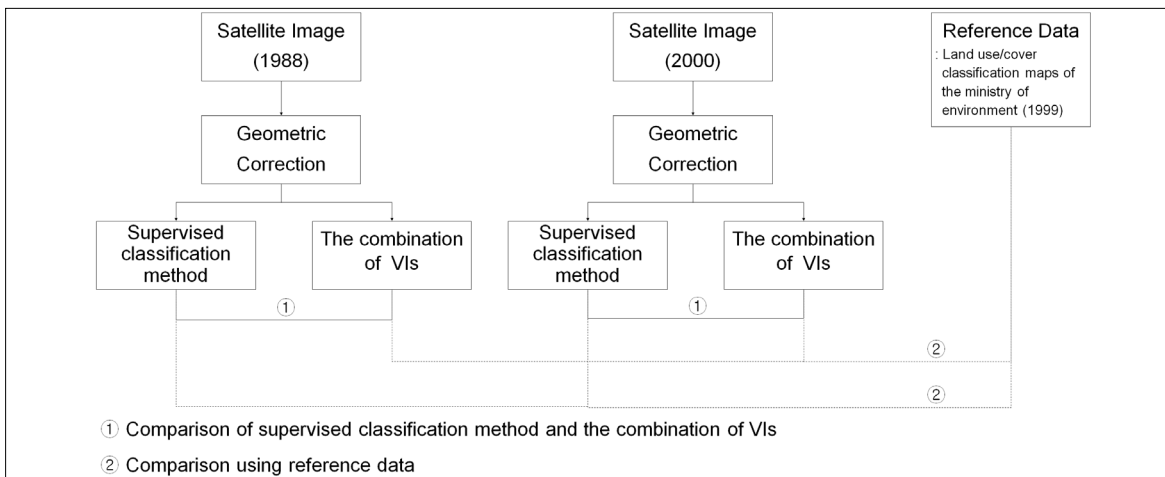 Satellite Image
(1988)
Satellite Image
(2000)
Reference Data
: Land use/cover
classification maps of
the ministry of
environment (1999)
Geometric
Correction
Geometric
Correction
Supervised
classification
method
The combination
of VIs
Supervised
classification
method
The combination
of VIs
①
①
②
②
① Comparison of supervised classification method and the combination of VIs
② Comparison using reference data